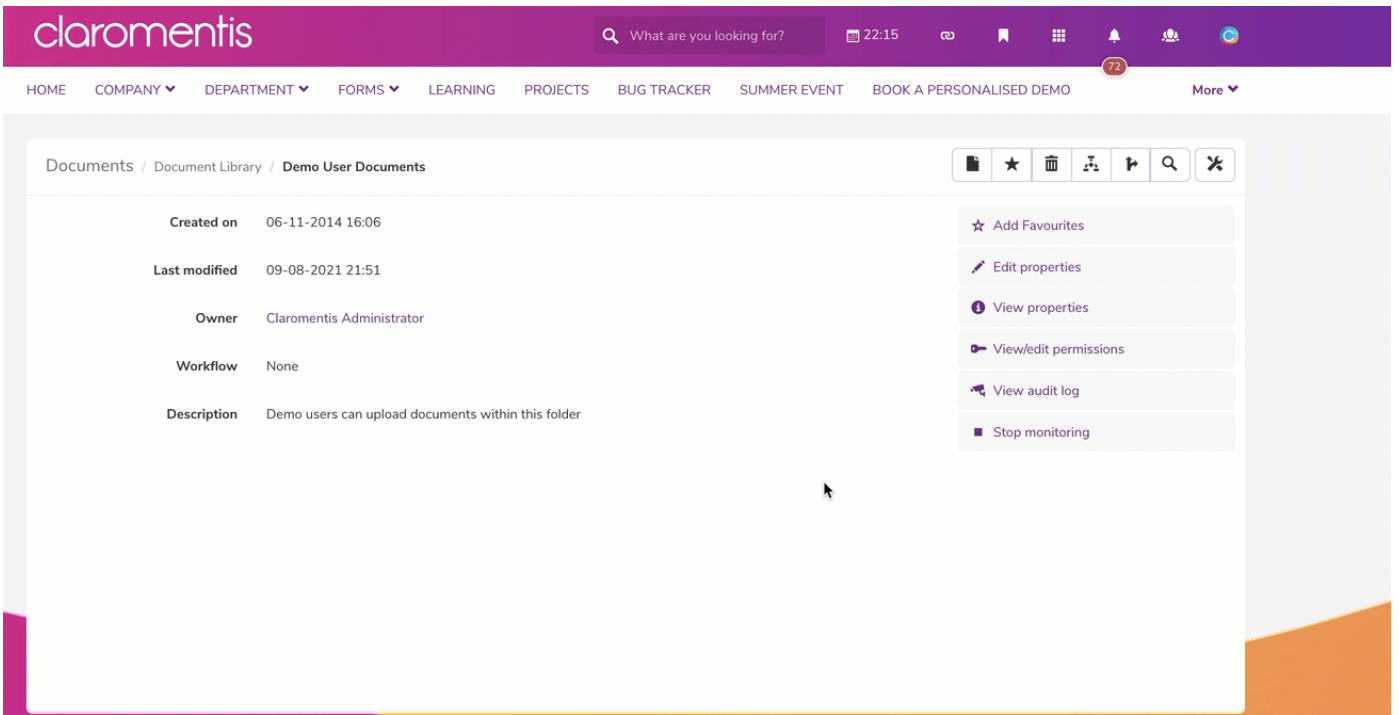 claromentis
What are you looking for?
22:15
72
HOME COMPANY DEPARTMENT FORMS LEARNING PROJECTS BUG TRACKER SUMMER EVENT BOOK A PERSONALISED DEMO More
Documents / Document Library / Demo User Documents
Created on 06-11-2014 16:06
Add Favourites
Last modified 09-08-2021 21:51
Edit properties
Owner Claromentis Administrator
View properties
Workflow None
View/edit permissions
Description Demo users can upload documents within this folder
View audit log
Stop monitoring